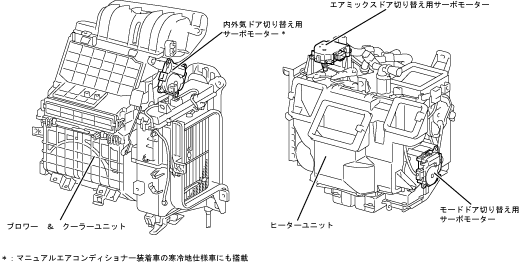 エアミックスドア切り替え用サーボモーター
内外気ドア切り替え用
サーボモーター＊
ブロワー ＆ クーラーユニット
ヒーターユニット
モードドア切り替え用
サーボモーター
＊：マニュアルエアコンディショナー装着車の寒冷地仕様車にも搭載